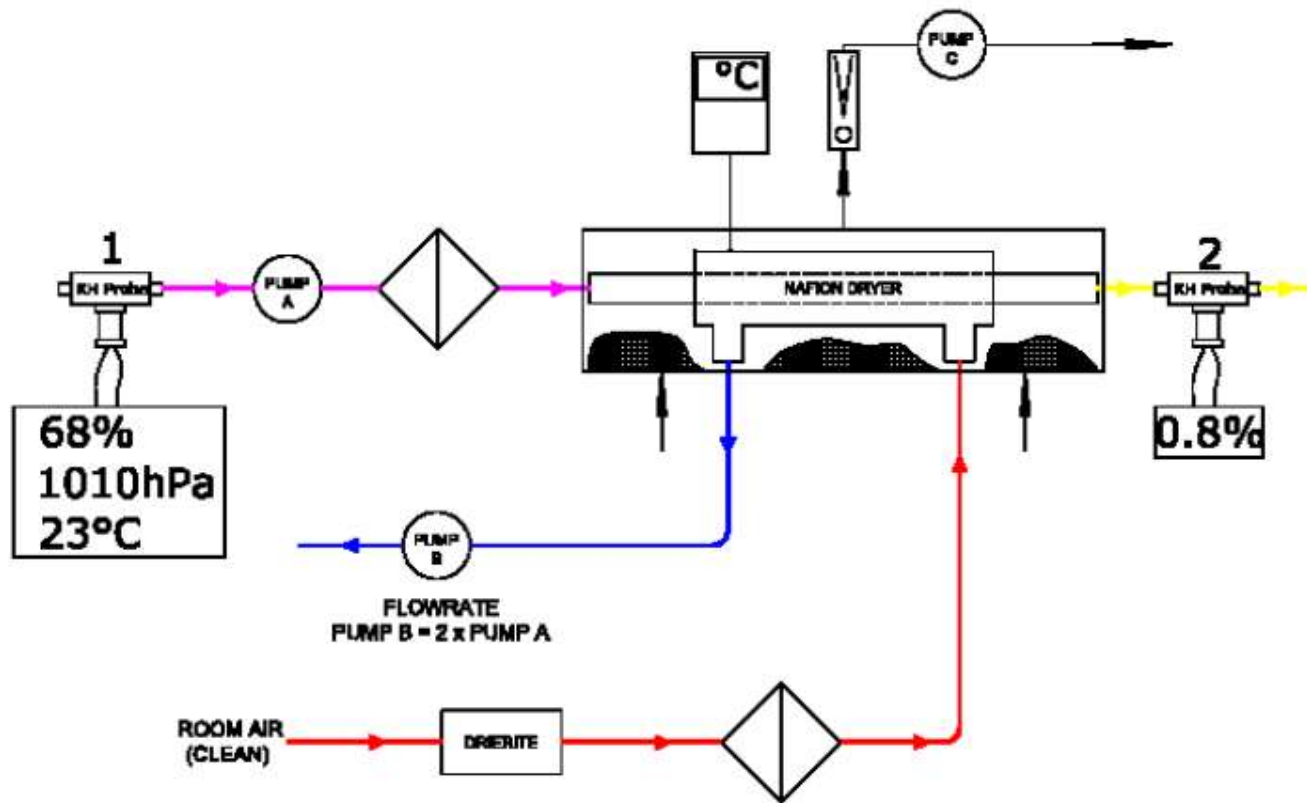 °C
PUMP
C
1
RH Probe
PUMP
A
NAFION DRYER
2
RH Probe
68%
1010hPa
23°C
0.8%
PUMP
B
FLOWRATE
PUMP B = 2 x PUMP A
ROOM AIR
(CLEAN)
DRIERITE